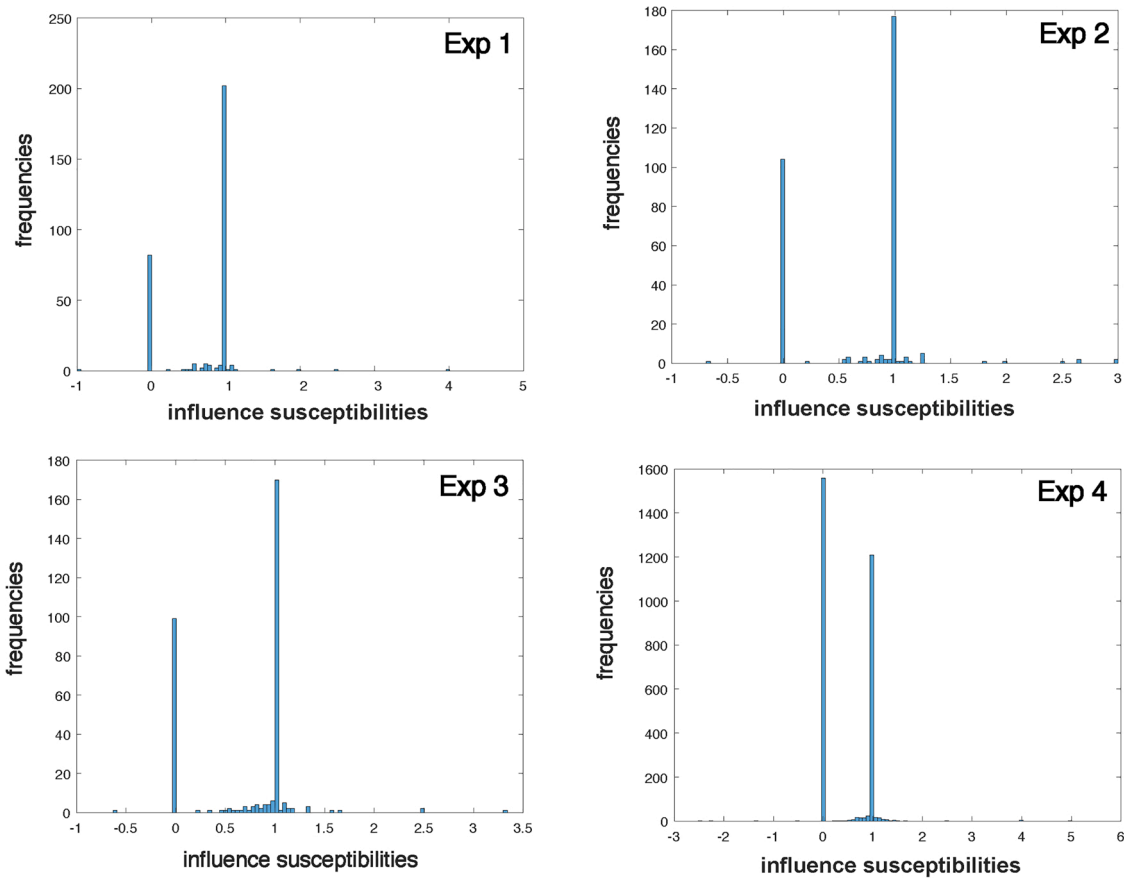 Exp 1
250
200
150
100
50
0
frequencies
-1 0 1 2 3 4 5
influence susceptibilities
Exp 2
180
160
140
120
100
80
60
40
20
0
frequencies
-1 -0.5 0 0.5 1 1.5 2 2.5 3
influence susceptibilities
Exp 3
180
160
140
120
100
80
60
40
20
0
frequencies
-1 -0.5 0 0.5 1 1.5 2 2.5 3 3.5
influence susceptibilities
Exp 4
1600
1400
1200
1000
800
600
400
200
0
frequencies
-3 -2 -1 0 1 2 3 4 5 6
influence susceptibilities